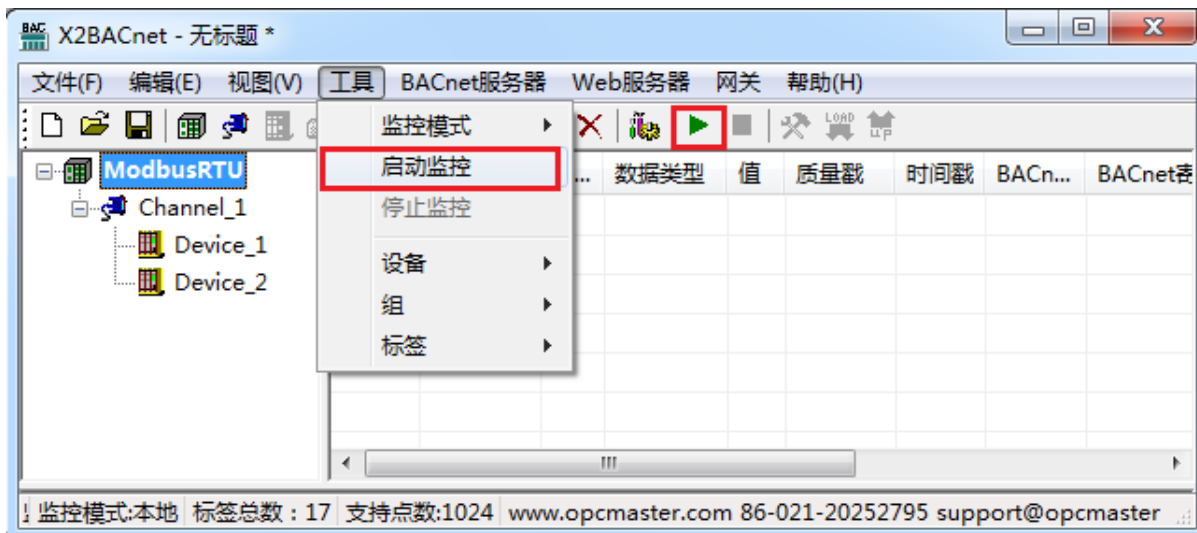 X2BACnet - 无标题 *
文件(F) 编辑(E) 视图(V) 工具 BACnet服务器 Web服务器 网关 帮助(H)
监控模式
启动监控
停止监控
设备
组
标签
... 数据类型 值 质量戳 时间戳 BACn... BACnet
ModbusRTU
Channel_1
Device_1
Device_2
监控模式:本地 标签总数：17 支持点数:1024 www.opcmaster.com 86-021-20252795 support@opcmaster